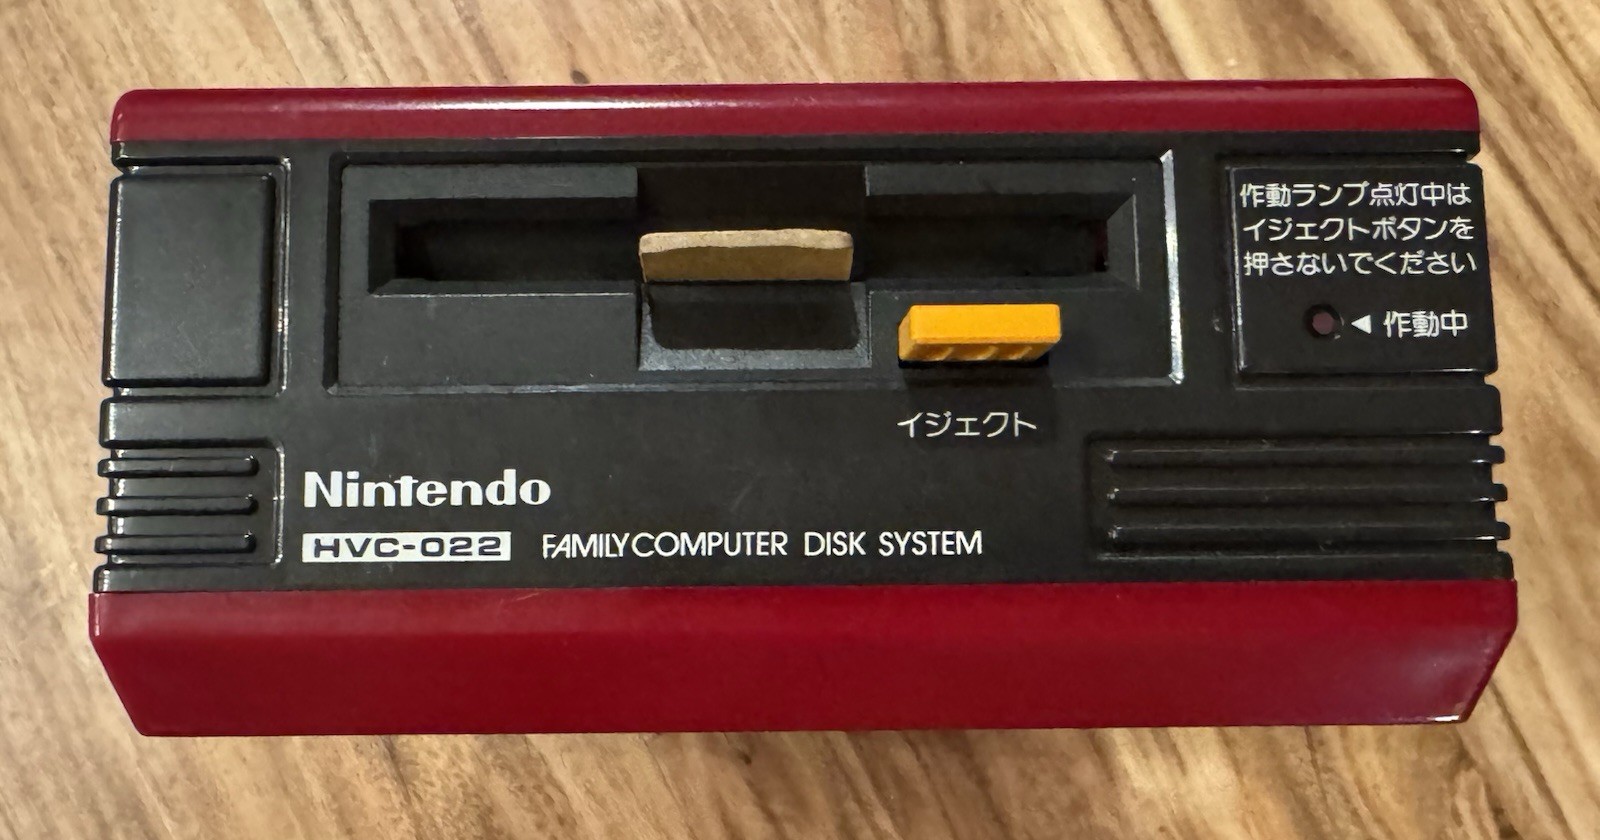 作動ランプ点灯中は
イジェクトボタンを
押さないでください
◀ 作動中
イジェクト
Nintendo
HVC-022 FAMILY COMPUTER DISK SYSTEM